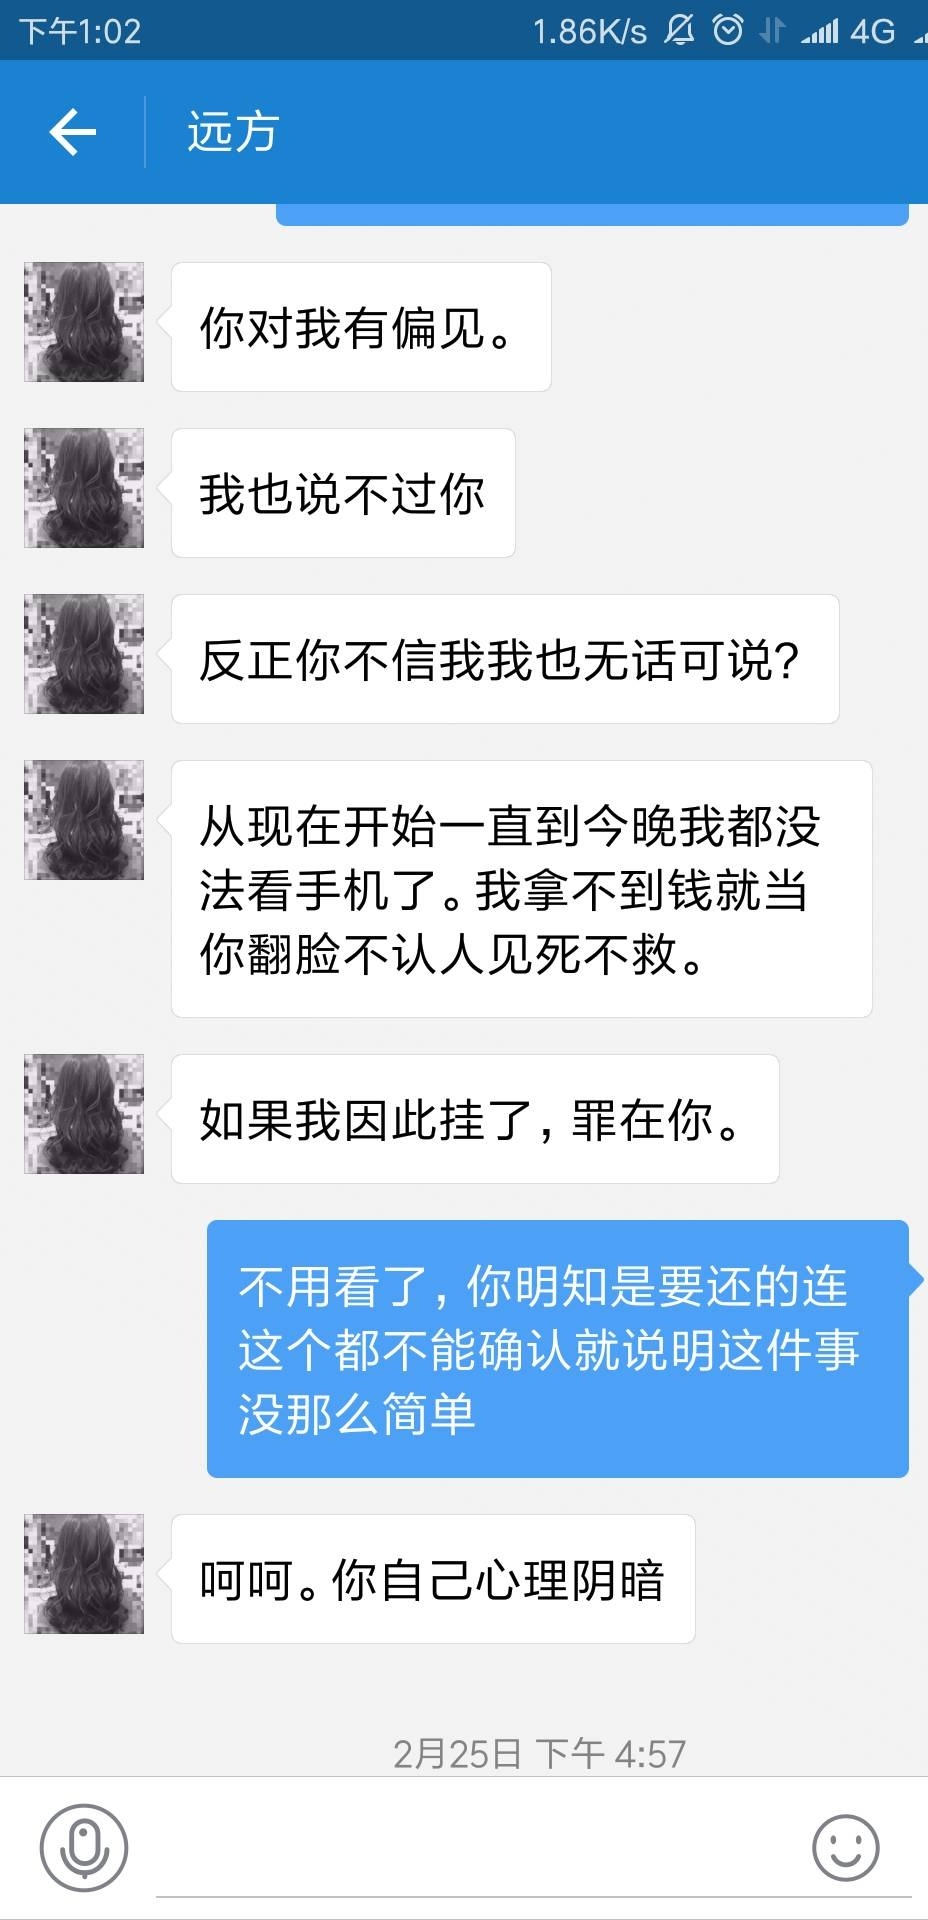 下午1:02 1.86K/s 4G
远方
你对我有偏见。
我也说不过你
反正你不信我我也无话可说?
从现在开始一直到今晚我都没
法看手机了。我拿不到钱就当
你翻脸不认人见死不救。
如果我因此挂了,罪在你。
不用看了,你明知是要还的连
这个都不能确认就说明这件事
没那么简单
呵呵。你自己心理阴暗
2月25日 下午 4:57